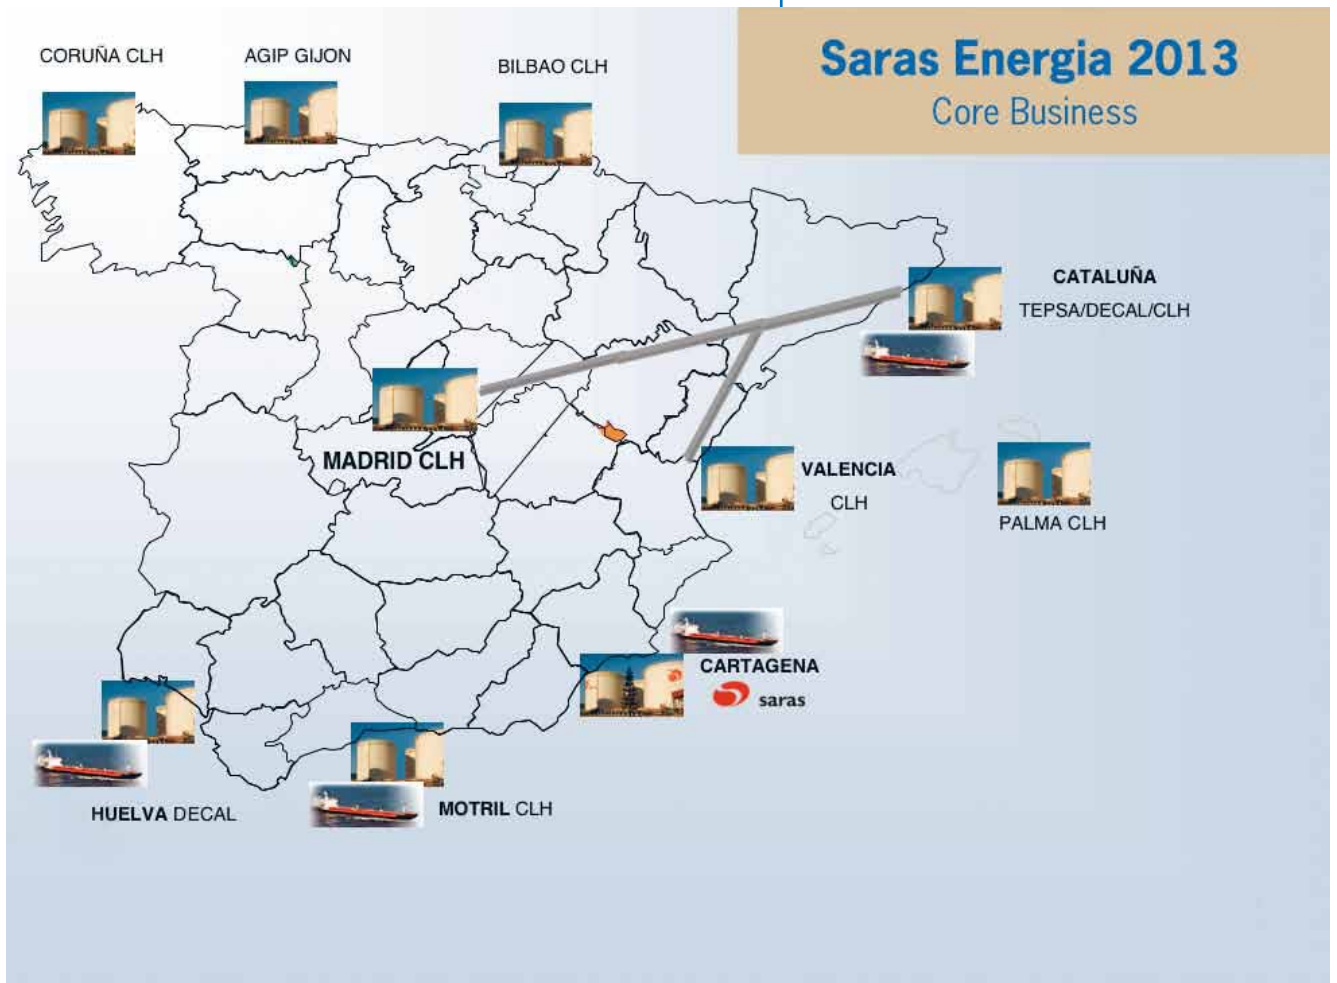 Saras Energia 2013
Core Business
CORUÑA CLH
AGIP GIJON
BILBAO CLH
CATALUÑA
TEPSA/DECAL/CLH
MADRID CLH
VALENCIA
CLH
PALMA CLH
CARTAGENA
saras
HUELVA DECAL
MOTRIL CLH